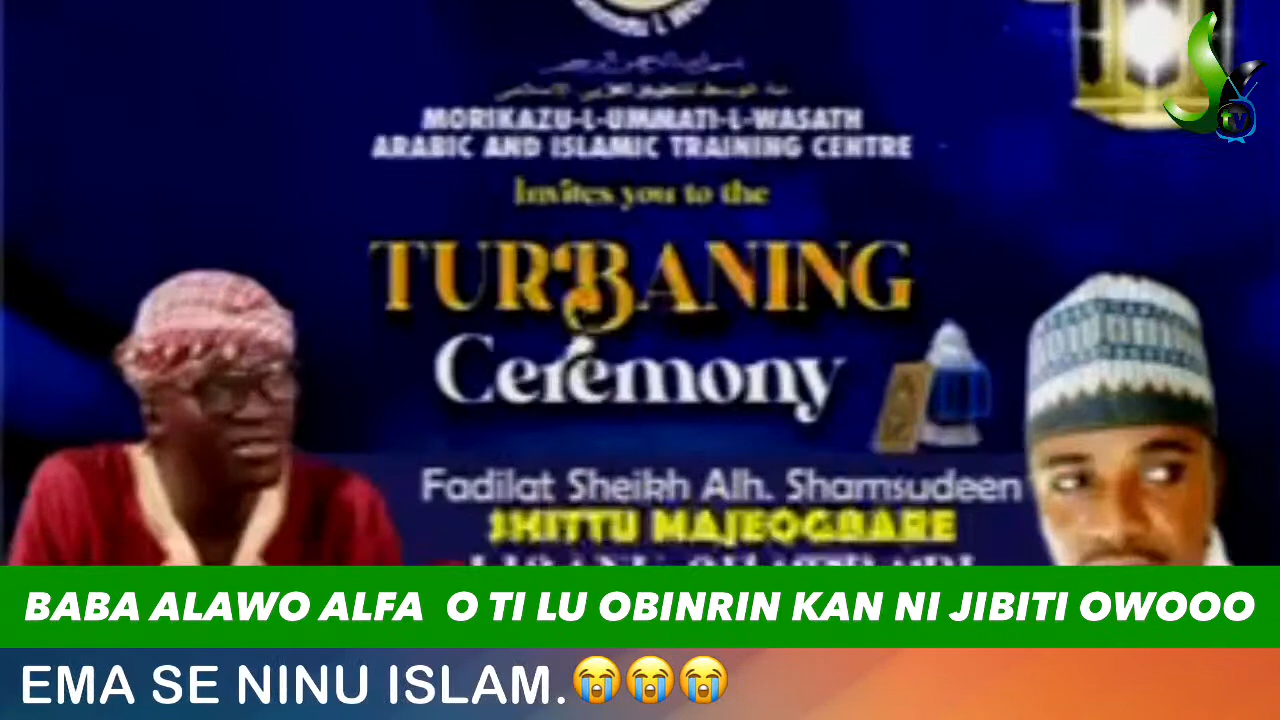 MORIKAZU-L-UMMATI-L-WASATH
ARABIC AND ISLAMIC TRAINING CENTRE
Invites you to the
TURBANING
Ceremony
Fadilat Sheikh Alh. Shamsudeen
SHITTU MAJEOGBARE
tv
BABA ALAWO ALFA O TI LU OBINRIN KAN NI JIBITI OWOOO
EMA SE NINU ISLAM.😭😭😭